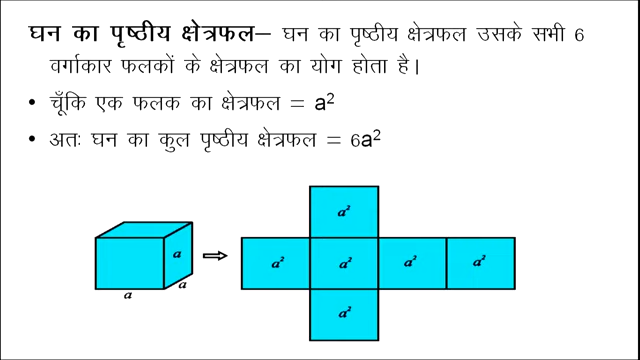 घन का पृष्ठीय क्षेत्रफल– घन का पृष्ठीय क्षेत्रफल उसके सभी 6
वर्गाकार फलकों के क्षेत्रफल का योग होता है।
• चूँकि एक फलक का क्षेत्रफल = a²
• अतः घन का कुल पृष्ठीय क्षेत्रफल = 6a²
a²
a a² a² a² a²
a a
a²